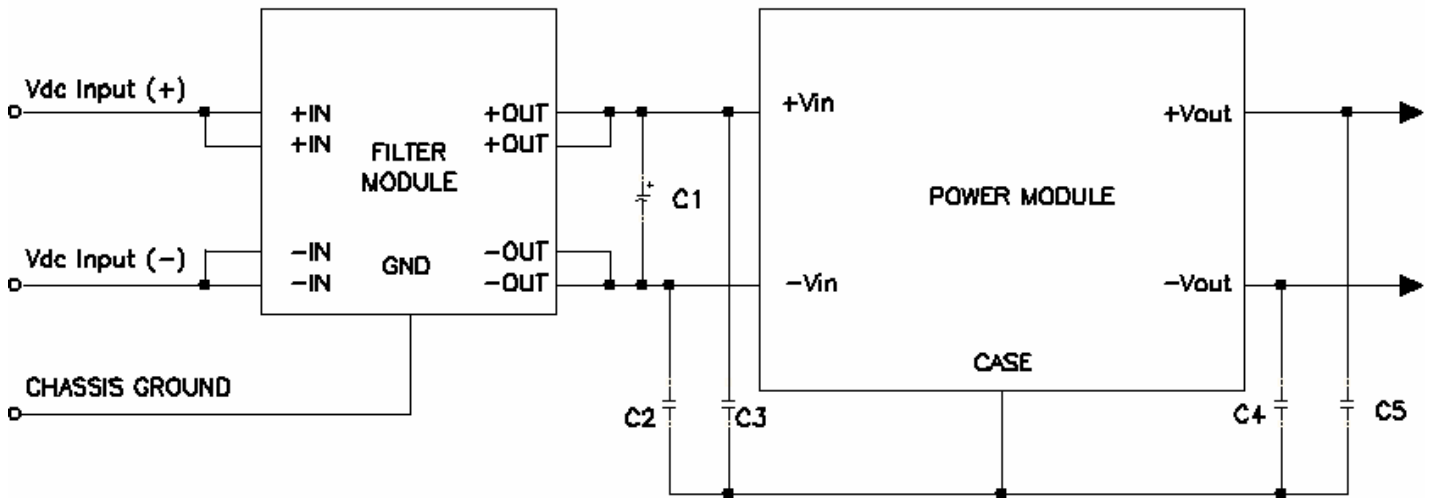 Vdc Input (+)
+IN
+IN
FILTER
MODULE
+OUT
+OUT
C1
+
+Vin
POWER MODULE
+Vout
Vdc Input (−)
−IN
−IN
GND
−OUT
−OUT
−Vin
−Vout
CASE
CHASSIS GROUND
C2
C3
C4
C5